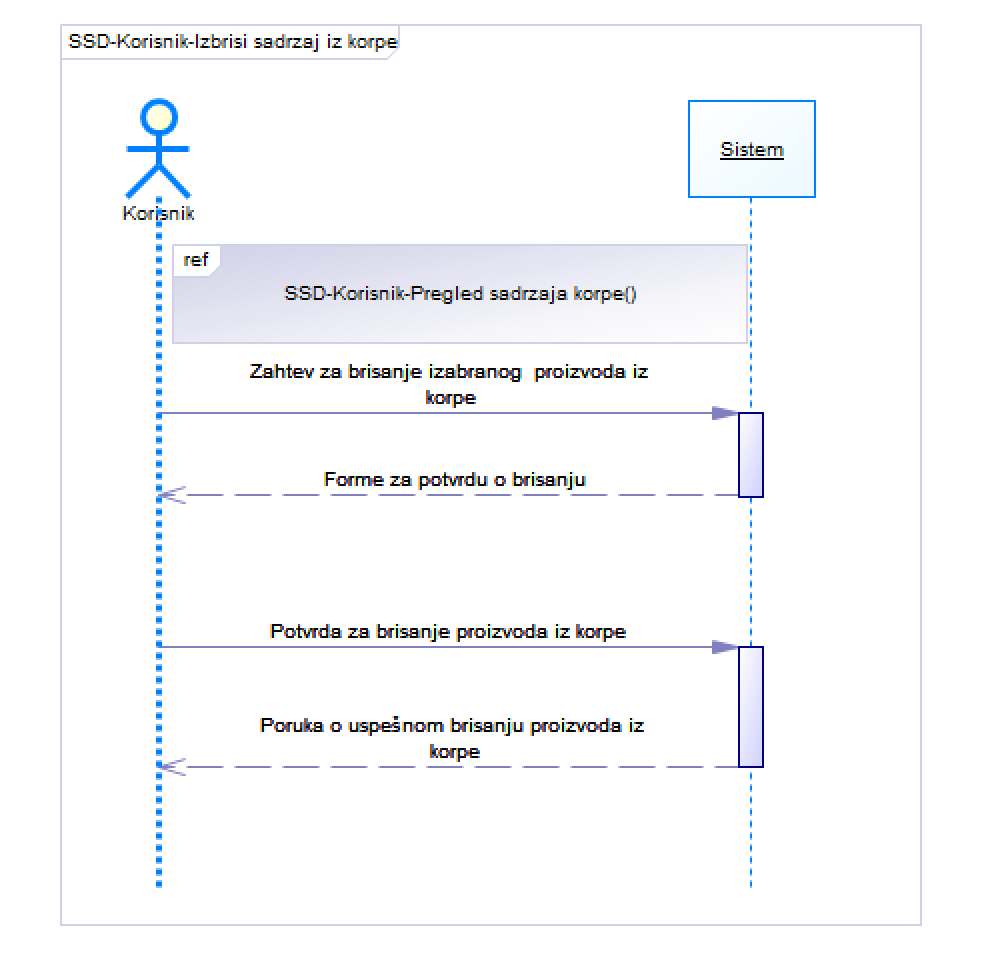 SSD-Korisnik-Izbrisi sadrzaj iz korpe
Sistem
Korisnik
ref
SSD-Korisnik-Pregled sadrzaja korpe()
Zahtev za brisanje izabranog  proizvoda iz
korpe
Forme za potvrdu o brisanju
Potvrda za brisanje proizvoda iz korpe
Poruka o uspešnom brisanju proizvoda iz
korpe